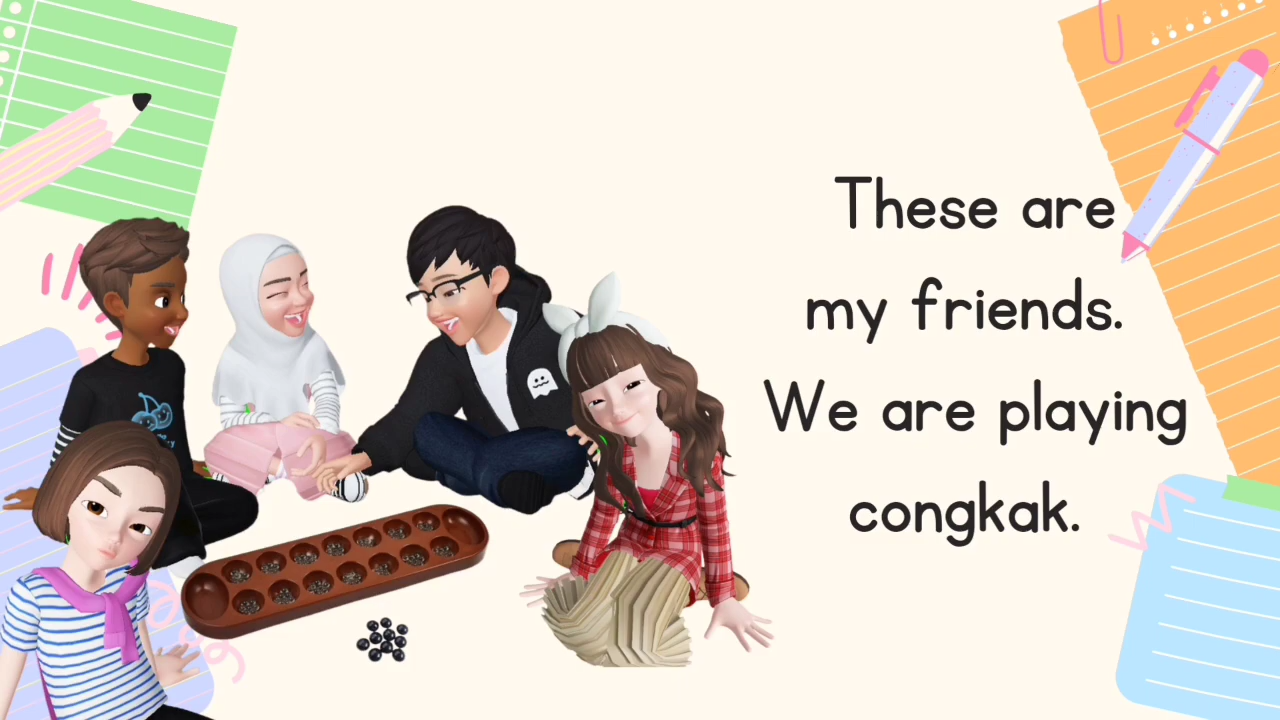 These are
my friends.
We are playing
congkak.